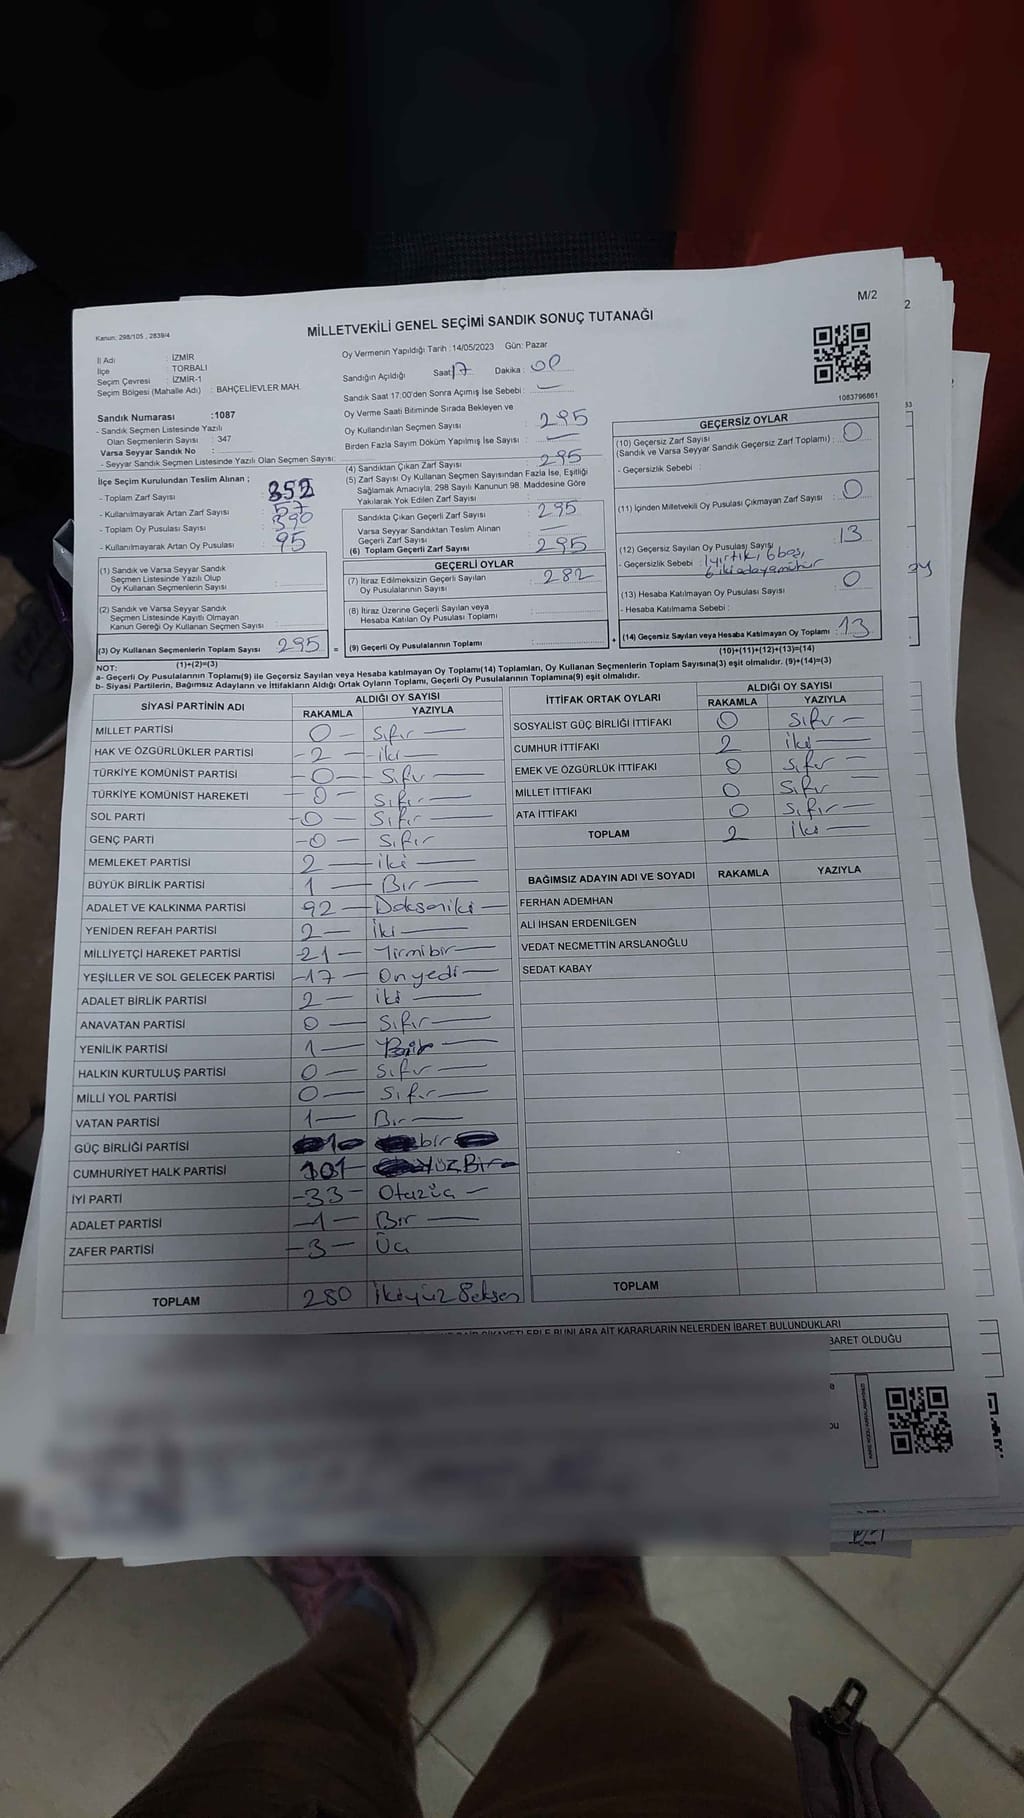 M/2
Kanun: 298/105 , 2839/4
MİLLETVEKİLİ GENEL SEÇİMİ SANDIK SONUÇ TUTANAĞI
İl Adı : İZMİR
İlçe : TORBALI
Seçim Çevresi : İZMİR-1
Seçim Bölgesi (Mahalle Adı) : BAHÇELİEVLER MAH.
Sandık Numarası :1087
- Sandık Seçmen Listesinde Yazılı
Olan Seçmenlerin Sayısı : 347
Varsa Seyyar Sandık No :
- Seyyar Sandık Seçmen Listesinde Yazılı Olan Seçmen Sayısı:
İlçe Seçim Kurulundan Teslim Alınan ;
- Toplam Zarf Sayısı : 352
- Kullanılmayarak Artan Zarf Sayısı : 57
- Toplam Oy Pusulası Sayısı : 390
- Kullanılmayarak Artan Oy Pusulası : 95
(1) Sandık ve Varsa Seyyar Sandık
Seçmen Listesinde Yazılı Olup
Oy Kullanan Seçmenlerin Sayısı :
(2) Sandık ve Varsa Seyyar Sandık
Seçmen Listesinde Kayıtlı Olmayan
Kanun Gereği Oy Kullanan Seçmen Sayısı :
(3) Oy Kullanan Seçmenlerin Toplam Sayısı : 295 =
(1)+(2)=(3)
Oy Vermenin Yapıldığı Tarih : 14/05/2023 Gün: Pazar
Sandığın Açıldığı Saat: 17 Dakika :
Sandık Saat 17:00'den Sonra Açımış İse Sebebi: —
Oy Verme Saati Bitiminde Sırada Bekleyen ve
Oy Kullandırılan Seçmen Sayısı : 295
Birden Fazla Sayım Döküm Yapılmış İse Sayısı : —
(4) Sandıktan Çıkan Zarf Sayısı : 295
(5) Zarf Sayısı Oy Kullanan Seçmen Sayısından Fazla İse, Eşitliği
Sağlamak Amacıyla, 298 Sayılı Kanunun 98. Maddesine Göre
Yakılarak Yok Edilen Zarf Sayısı :
Sandıkta Çıkan Geçerli Zarf Sayısı : 295
Varsa Seyyar Sandıktan Teslim Alınan
Geçerli Zarf Sayısı : —
(6) Toplam Geçerli Zarf Sayısı : 295
GEÇERLİ OYLAR
(7) İtiraz Edilmeksizin Geçerli Sayılan
Oy Pusulalarının Sayısı : 282
(8) İtiraz Üzerine Geçerli Sayılan veya
Hesaba Katılan Oy Pusulası Toplamı :
(9) Geçerli Oy Pusulalarının Toplamı : +
1083796861
GEÇERSİZ OYLAR
(10) Geçersiz Zarf Sayısı
(Sandık ve Varsa Seyyar Sandık Geçersiz Zarf Toplamı) : 0
- Geçersizlik Sebebi :
(11) İçinden Milletvekili Oy Pusulası Çıkmayan Zarf Sayısı : 0
(12) Geçersiz Sayılan Oy Pusulası Sayısı : 13
- Geçersizlik Sebebi : 1 yırtık, 6 boş,
6 iki adaya mühür
(13) Hesaba Katılmayan Oy Pusulası Sayısı : 0
- Hesaba Katılmama Sebebi :
(14) Geçersiz Sayılan veya Hesaba Katılmayan Oy Toplamı : 13
(10)+(11)+(12)+(13)=(14)
NOT:
a- Geçerli Oy Pusulalarının Toplamı(9) ile Geçersiz Sayılan veya Hesaba katılmayan oy Toplamı(14) Toplamları, Oy Kullanan Seçmenlerin Toplam Sayısına(3) eşit olmalıdır. (9)+(14)=(3)
b- Siyasi Partilerin, Bağımsız Adayların ve İttifakların Aldığı Ortak Oyların Toplamı, Geçerli Oy Pusulalarının Toplamına(9) eşit olmalıdır.
SİYASİ PARTİNİN ADI ALDIĞI OY SAYISI
RAKAMLA YAZIYLA
MİLLET PARTİSİ 0 — Sıfır —
HAK VE ÖZGÜRLÜKLER PARTİSİ - 2 — iki —
TÜRKİYE KOMÜNİST PARTİSİ - 0 — Sıfır —
TÜRKİYE KOMÜNİST HAREKETİ - 0 — Sıfır —
SOL PARTİ - 0 — Sıfır —
GENÇ PARTİ - 0 — Sıfır
MEMLEKET PARTİSİ 2 — iki —
BÜYÜK BİRLİK PARTİSİ 1 — Bir —
ADALET VE KALKINMA PARTİSİ 92 — Doksaniki —
YENİDEN REFAH PARTİSİ 2 — İki —
MİLLİYETÇİ HAREKET PARTİSİ - 21 — Yirmibir —
YEŞİLLER VE SOL GELECEK PARTİSİ - 17 — Onyedi —
ADALET BİRLİK PARTİSİ 2 — iki —
ANAVATAN PARTİSİ 0 — Sıfır —
YENİLİK PARTİSİ 1 — Bir —
HALKIN KURTULUŞ PARTİSİ 0 — Sıfır —
MİLLİ YOL PARTİSİ 0 — Sıfır —
VATAN PARTİSİ 1 — Bir —
GÜÇ BİRLİĞİ PARTİSİ 1 bir
CUMHURİYET HALK PARTİSİ 101 — YüzBir —
İYİ PARTİ - 33 — Otuzüç —
ADALET PARTİSİ - 1 — Bir —
ZAFER PARTİSİ - 3 — Üç
TOPLAM 280 İkiyüz Seksen
İTTİFAK ORTAK OYLARI ALDIĞI OY SAYISI
RAKAMLA YAZIYLA
SOSYALİST GÜÇ BİRLİĞİ İTTİFAKI 0 Sıfır —
CUMHUR İTTİFAKI 2 iki —
EMEK VE ÖZGÜRLÜK İTTİFAKI 0 Sıfır —
MİLLET İTTİFAKI 0 Sıfır
ATA İTTİFAKI 0 Sıfır —
TOPLAM 2 İki —
BAĞIMSIZ ADAYIN ADI VE SOYADI RAKAMLA YAZIYLA
FERHAN ADEMHAN
ALİ İHSAN ERDENİLGEN
VEDAT NECMETTİN ARSLANOĞLU
SEDAT KABAY
TOPLAM
BUNLARA AİT KARARLARIN NELERDEN İBARET BULUNDUKLARI
BARET OLDUĞU